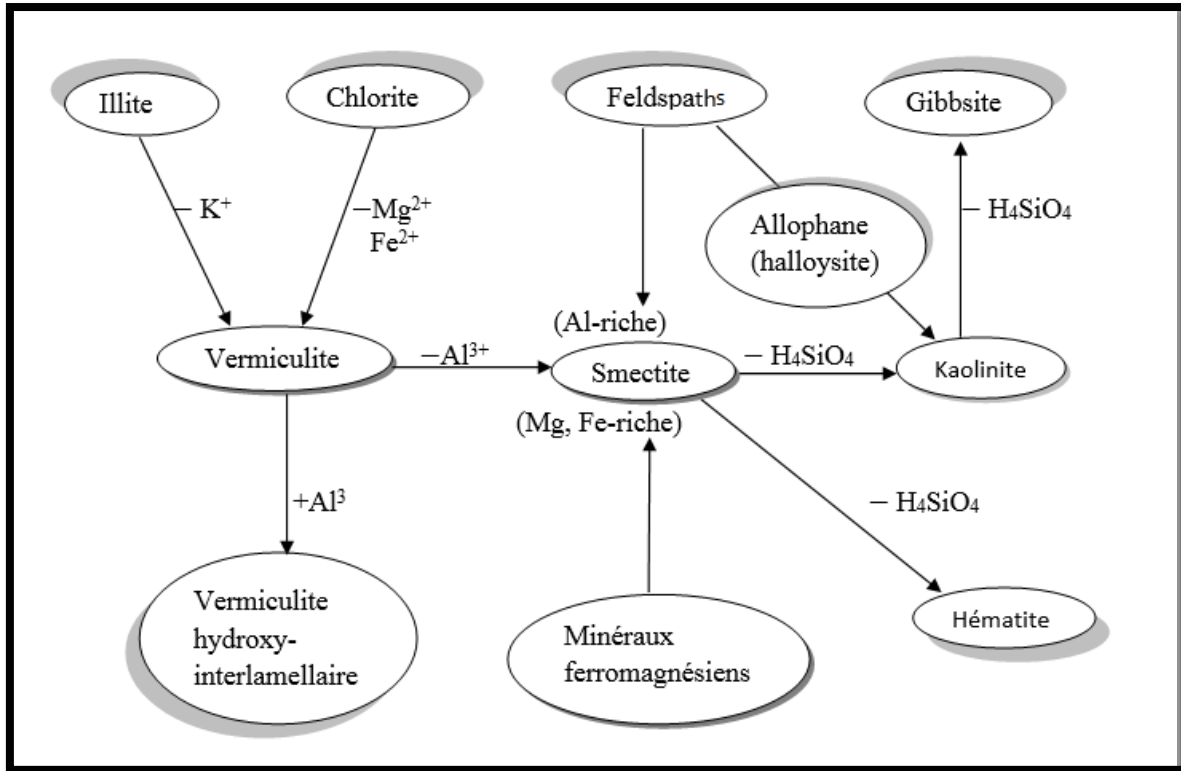 Illite
Chlorite
Feldspaths
Gibbsite
− K⁺
−Mg²⁺
Fe²⁺
Allophane
(halloysite)
− H₄SiO₄
(Al-riche)
Vermiculite
−Al³⁺
Smectite
− H₄SiO₄
Kaolinite
(Mg, Fe-riche)
+Al³
− H₄SiO₄
Vermiculite
hydroxy-
interlamellaire
Minéraux
ferromagnésiens
Hématite